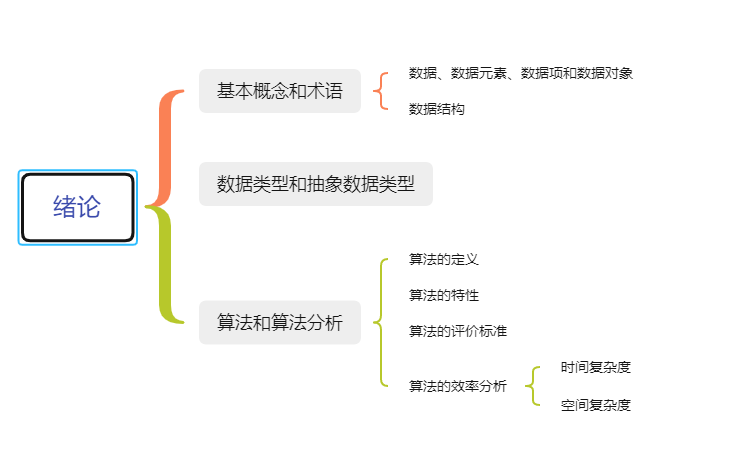 绪论
基本概念和术语
数据、数据元素、数据项和数据对象
数据结构
数据类型和抽象数据类型
算法和算法分析
算法的定义
算法的特性
算法的评价标准
算法的效率分析
时间复杂度
空间复杂度